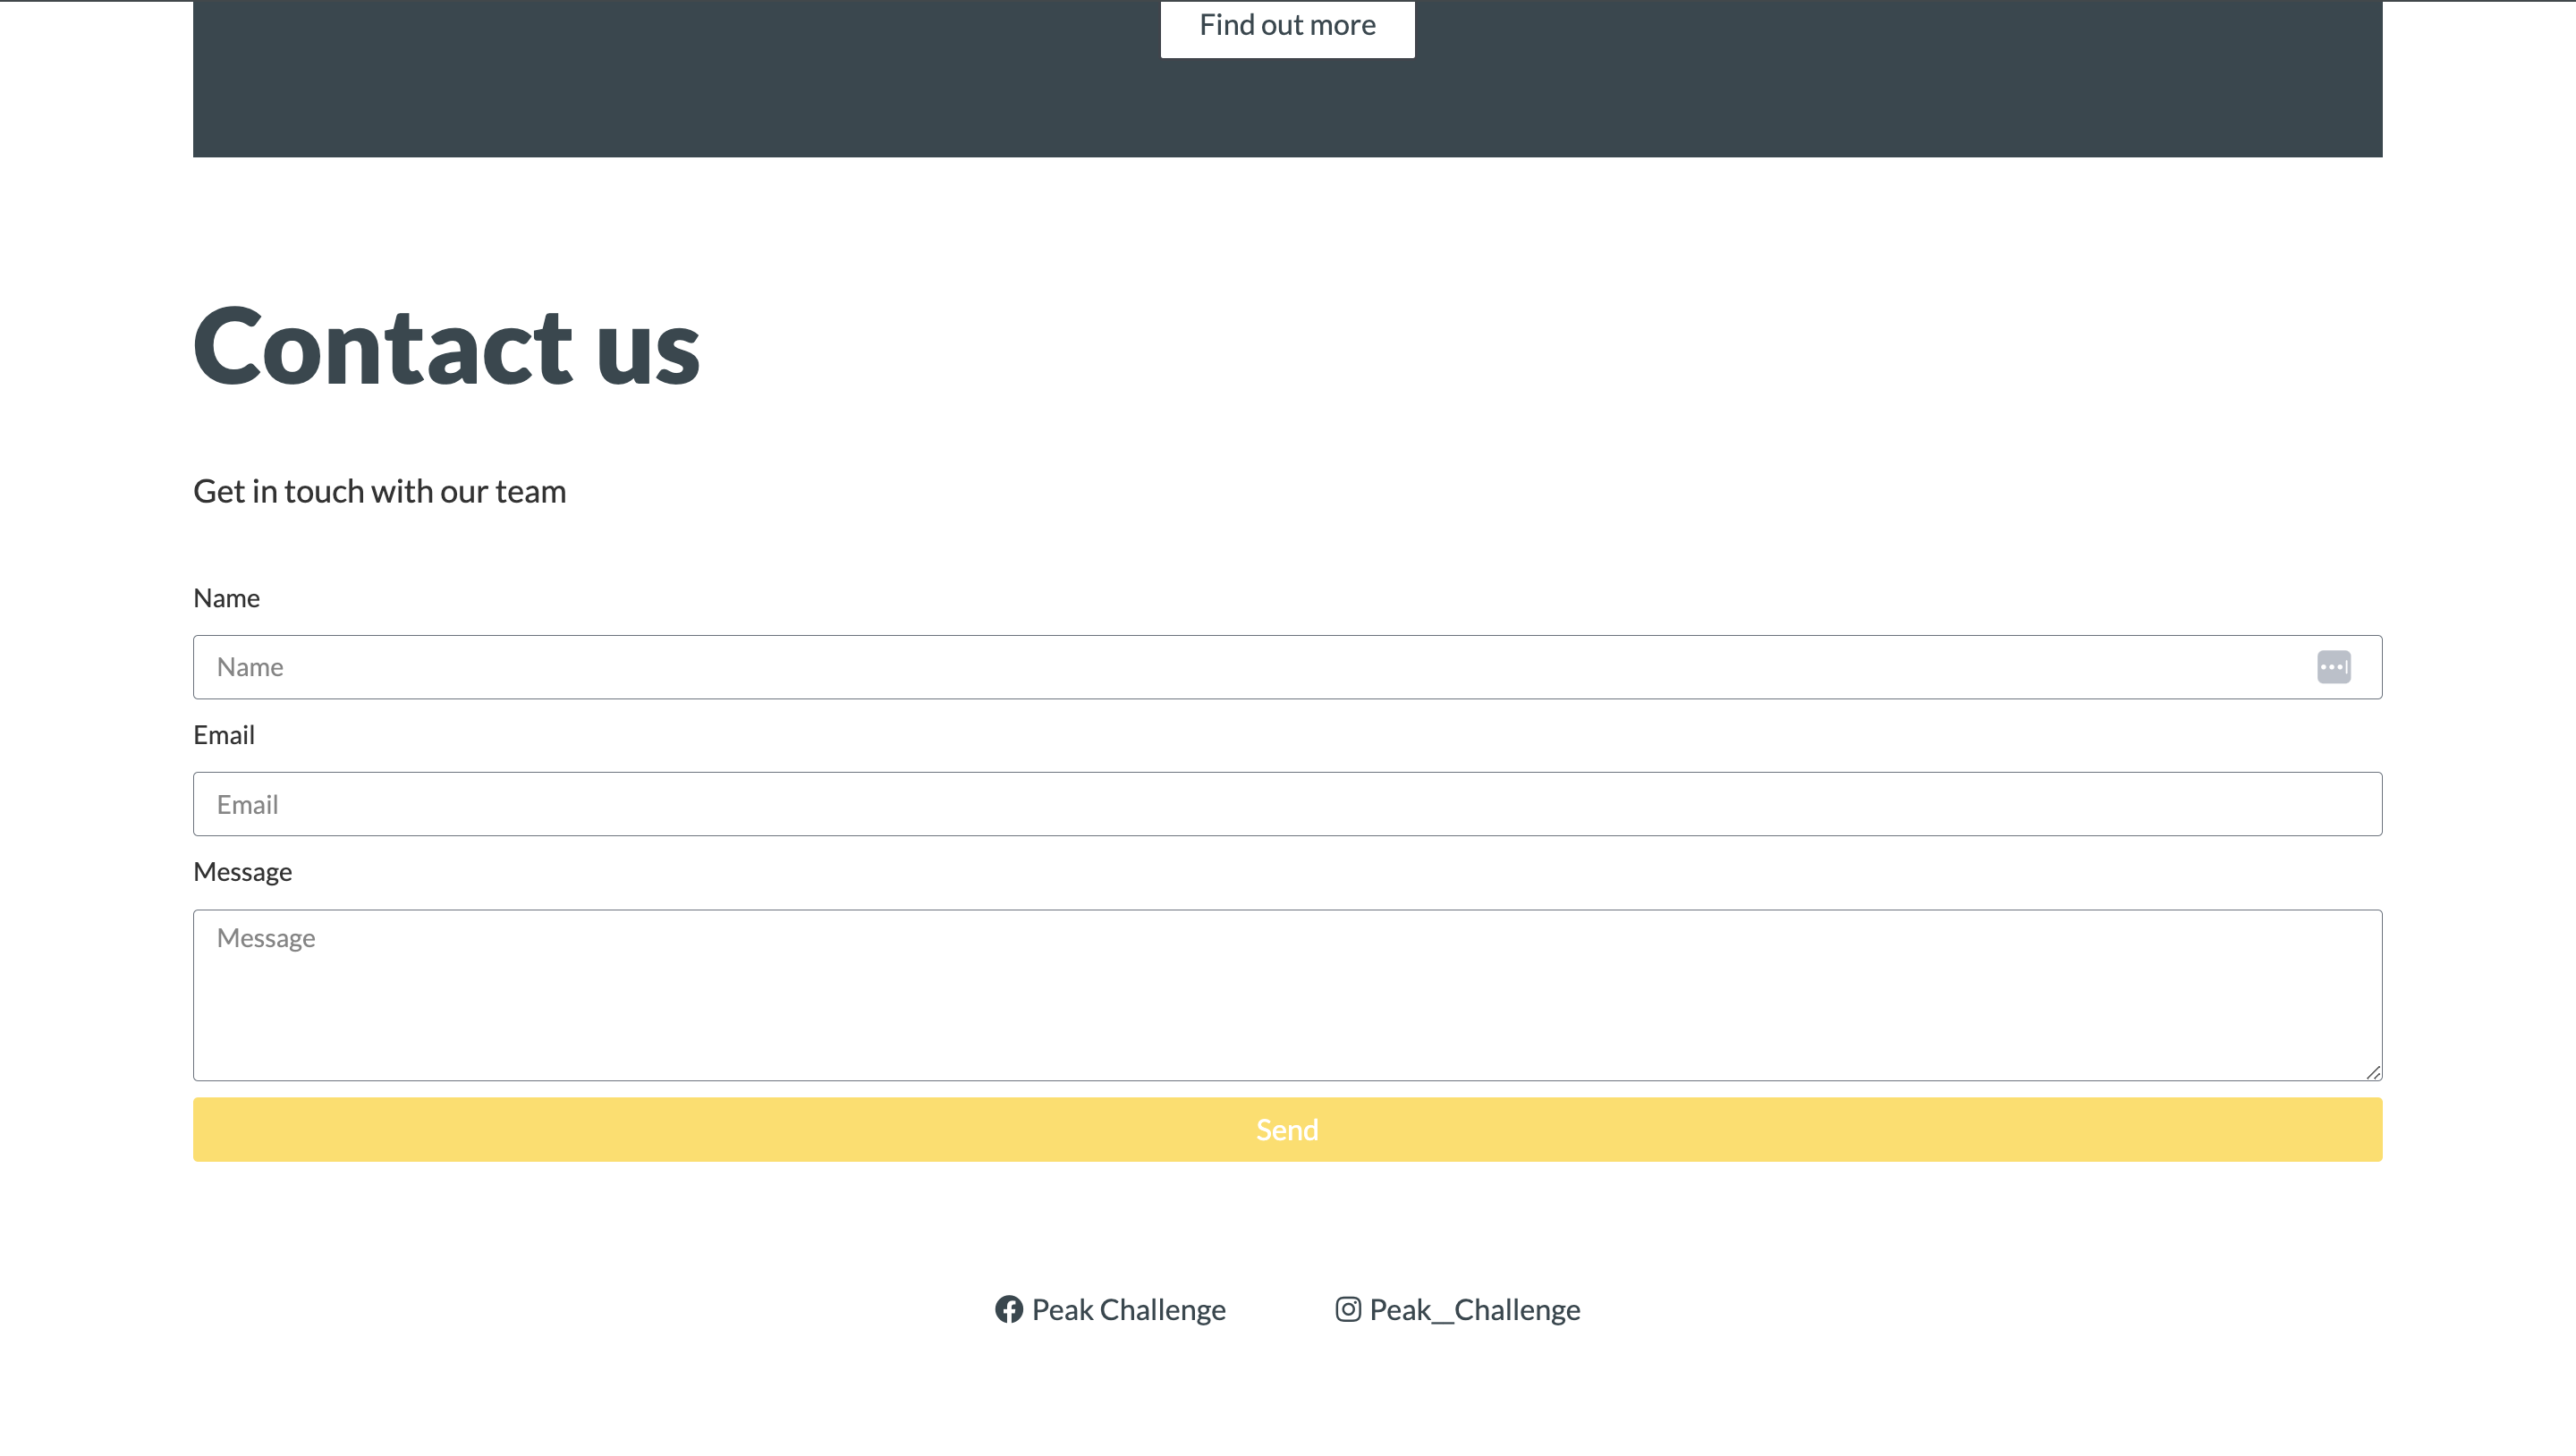 Find out more
Contact us
Get in touch with our team
Name
Name
Email
Email
Message
Message
Send
Peak Challenge
Peak__Challenge